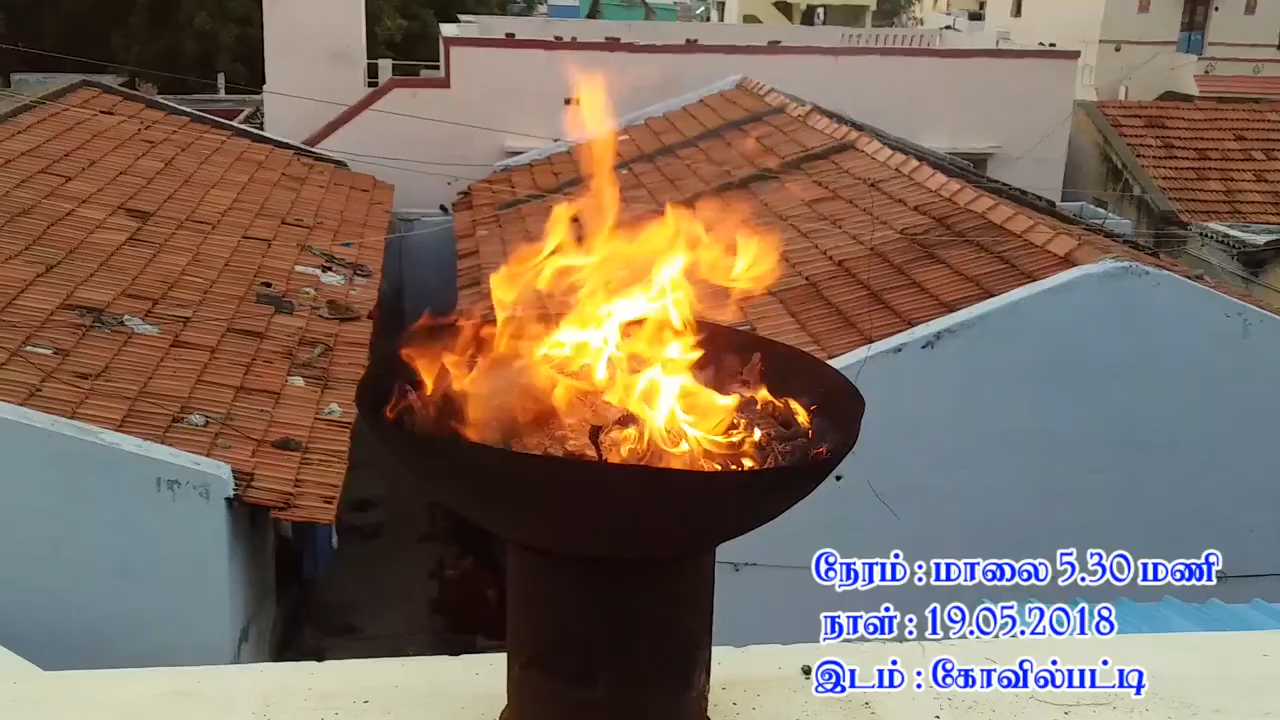 நேரம் : மாலை 5.30 மணி
நாள் : 19.05.2018
இடம் : கோவில்பட்டி